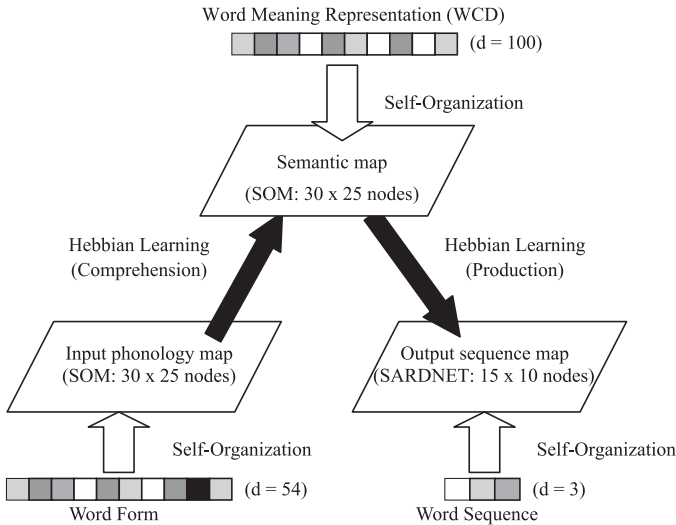 Word Meaning Representation (WCD)
(d = 100)
Self-Organization
Semantic map
(SOM: 30 x 25 nodes)
Hebbian Learning
(Comprehension)
Hebbian Learning
(Production)
Input phonology map
(SOM: 30 x 25 nodes)
Output sequence map
(SARDNET: 15 x 10 nodes)
Self-Organization
Self-Organization
(d = 54)
(d = 3)
Word Form
Word Sequence